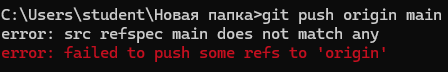 C:\Users\student\Новая папка>git push origin main
error: src refspec main does not match any
error: failed to push some refs to 'origin'